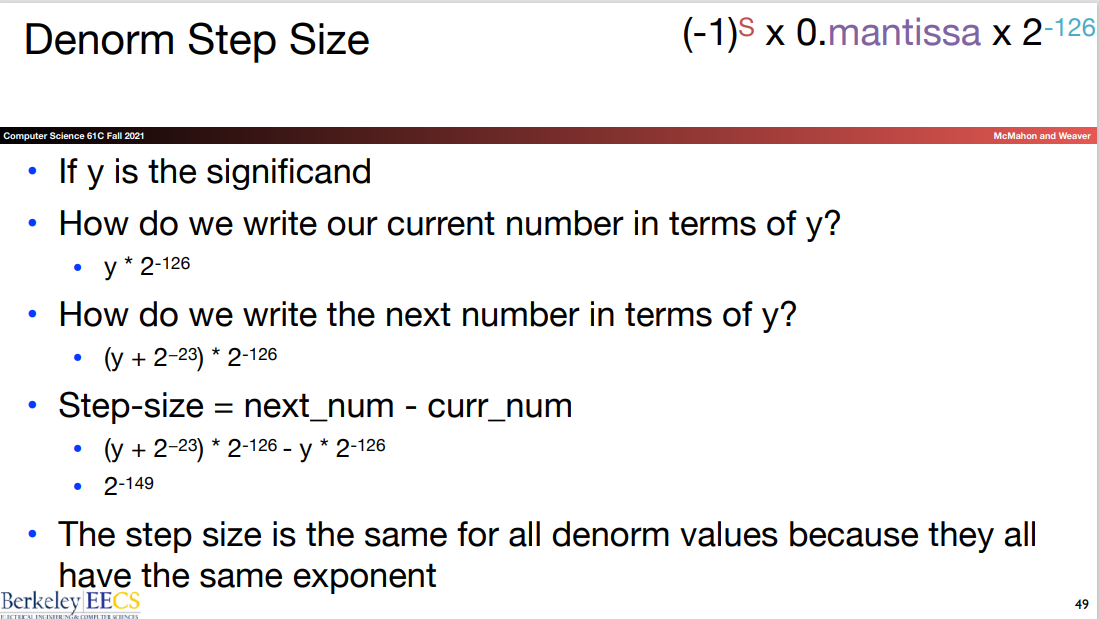 Denorm Step Size
(-1)S x 0.mantissa x 2-126
Computer Science 61C Fall 2021
McMahon and Weaver
• If y is the significand
• How do we write our current number in terms of y?
• y * 2-126
• How do we write the next number in terms of y?
• (y + 2–23) * 2-126
• Step-size = next_num - curr_num
• (y + 2–23) * 2-126 - y * 2-126
• 2-149
• The step size is the same for all denorm values because they all
have the same exponent
Berkeley EECS
ELECTRICAL ENGINEERING & COMPUTER SCIENCES
49